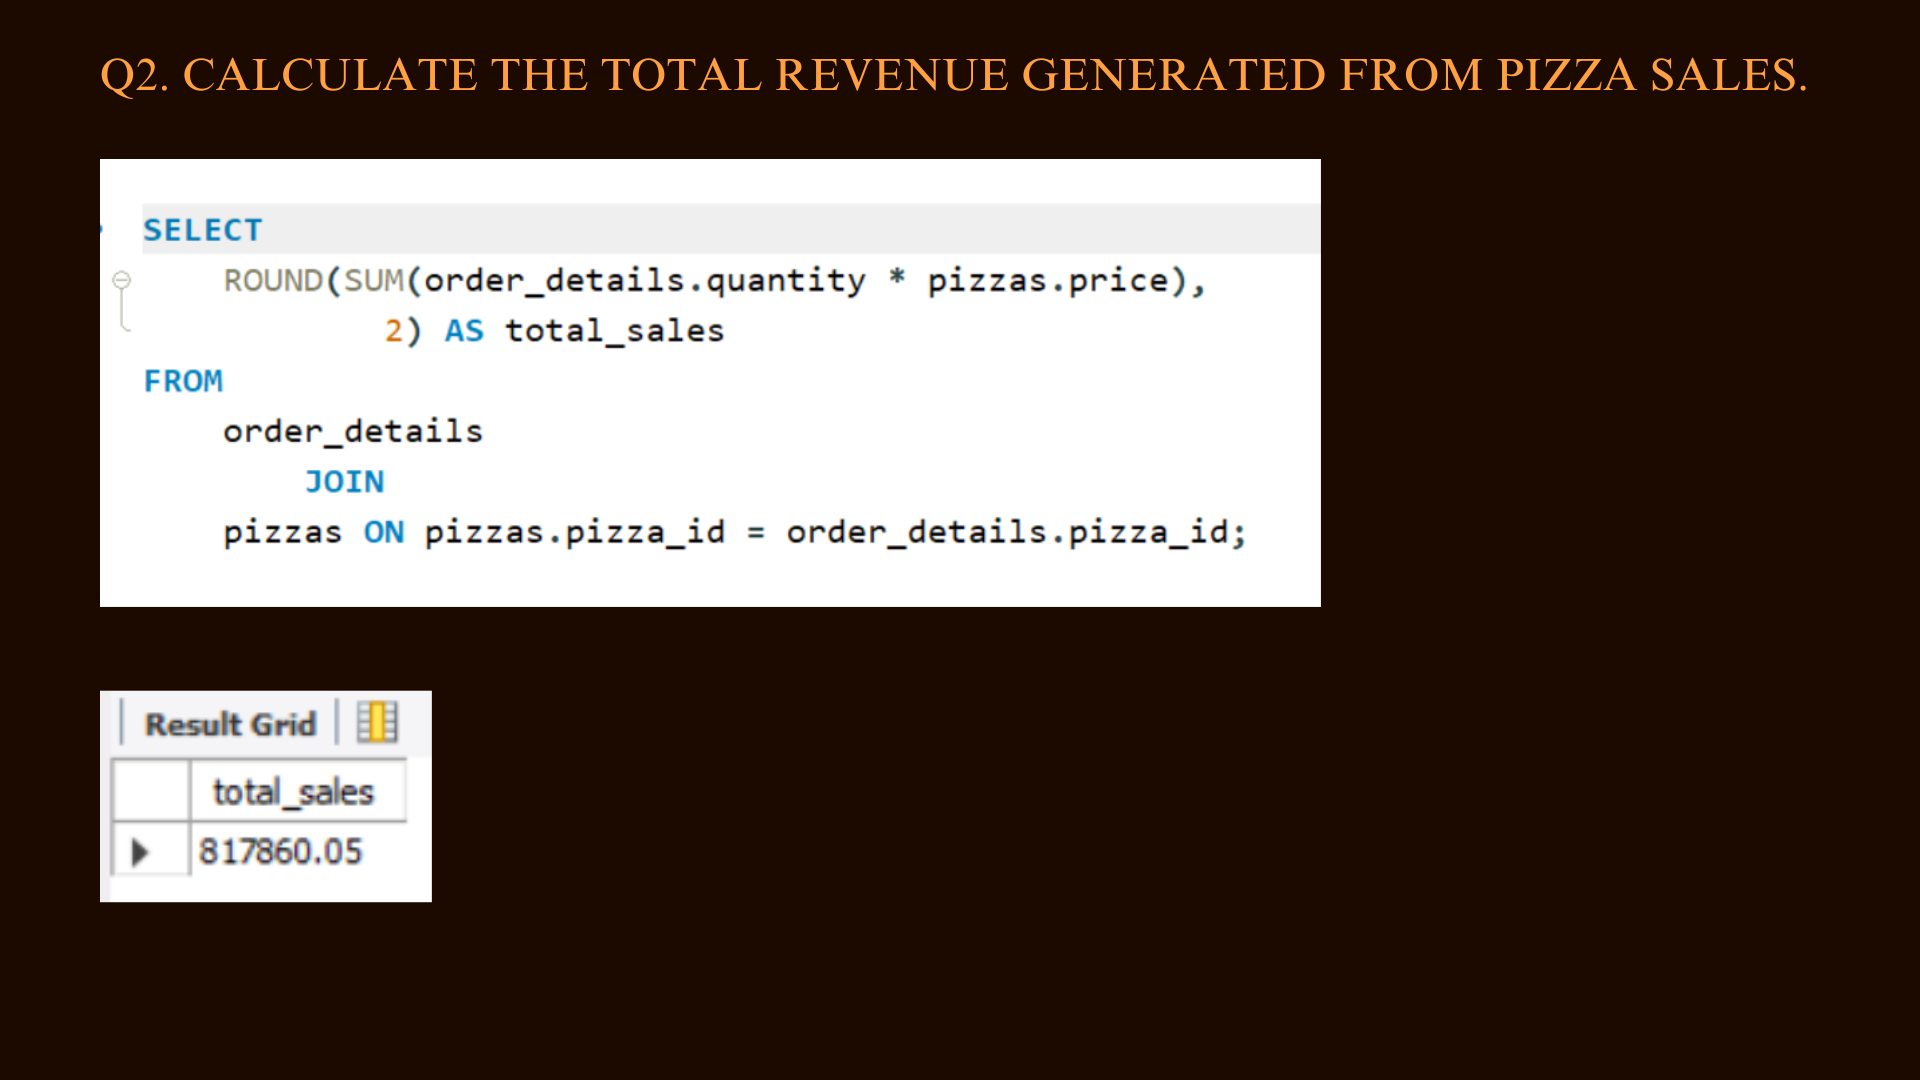 Q2. CALCULATE THE TOTAL REVENUE GENERATED FROM PIZZA SALES.
SELECT
ROUND(SUM(order_details.quantity * pizzas.price),
2) AS total_sales
FROM
order_details
JOIN
pizzas ON pizzas.pizza_id = order_details.pizza_id;
Result Grid
total_sales
817860.05